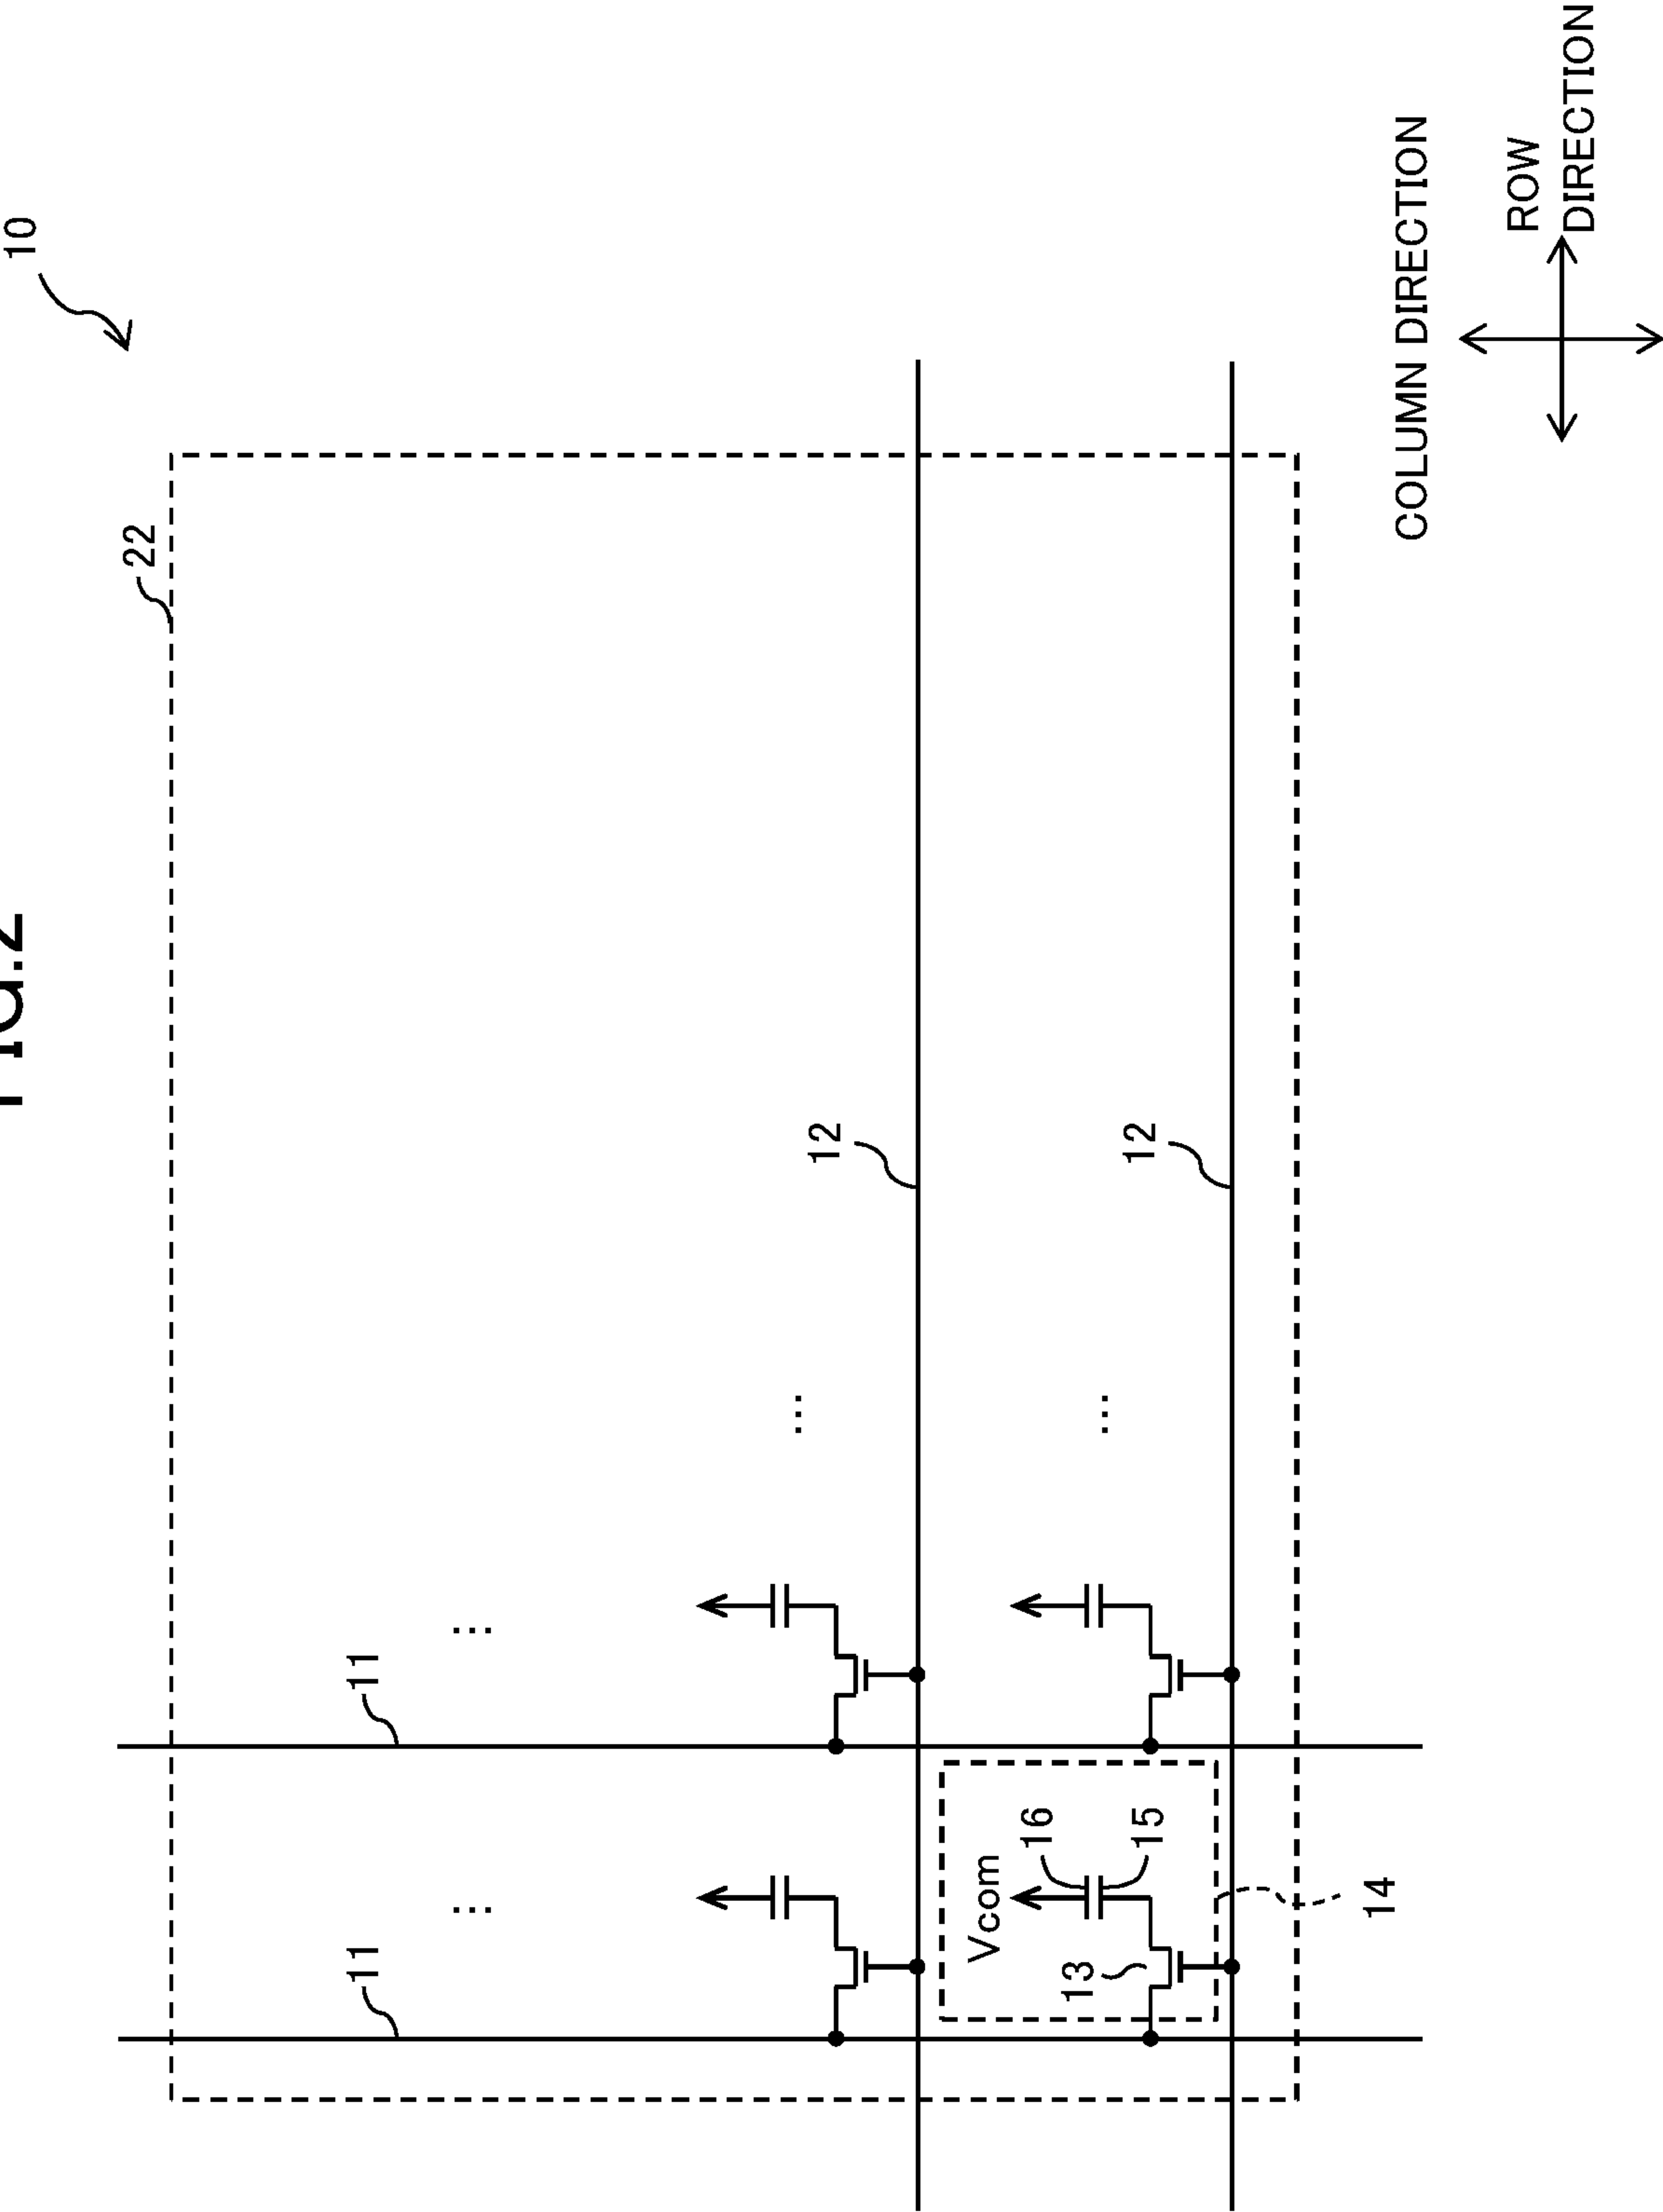 FIG.2
10
22
12
12
...
...
11
...
11
...
Vcom
16
15
13
14
COLUMN DIRECTION
ROW
DIRECTION